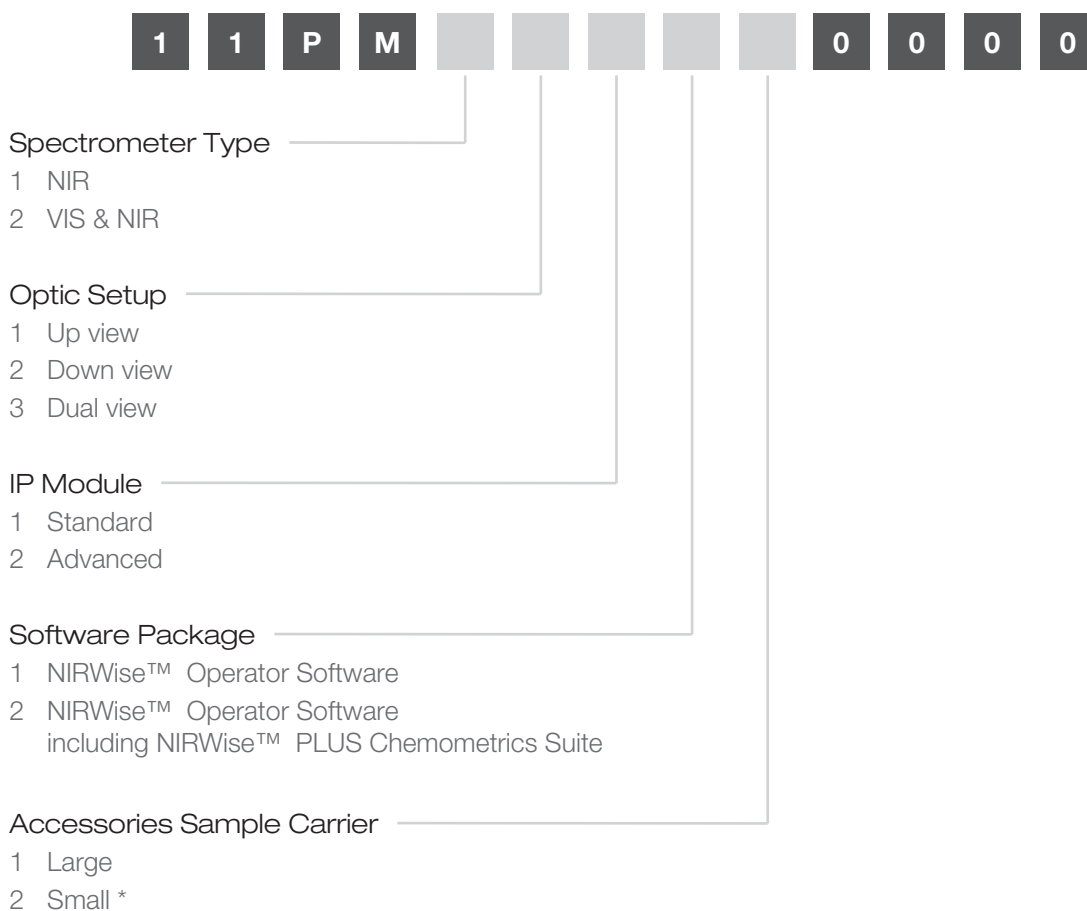 1 1 P M 0 0 0 0
Spectrometer Type
1 NIR
2 VIS & NIR
Optic Setup
1 Up view
2 Down view
3 Dual view
IP Module
1 Standard
2 Advanced
Software Package
1 NIRWise™ Operator Software
2 NIRWise™ Operator Software
including NIRWise™ PLUS Chemometrics Suite
Accessories Sample Carrier
1 Large
2 Small *